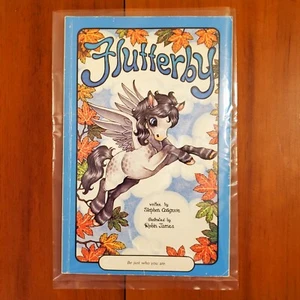 Flutterby
written by
Stephen Cosgrove
illustrated by
Robin James
Be just who you are